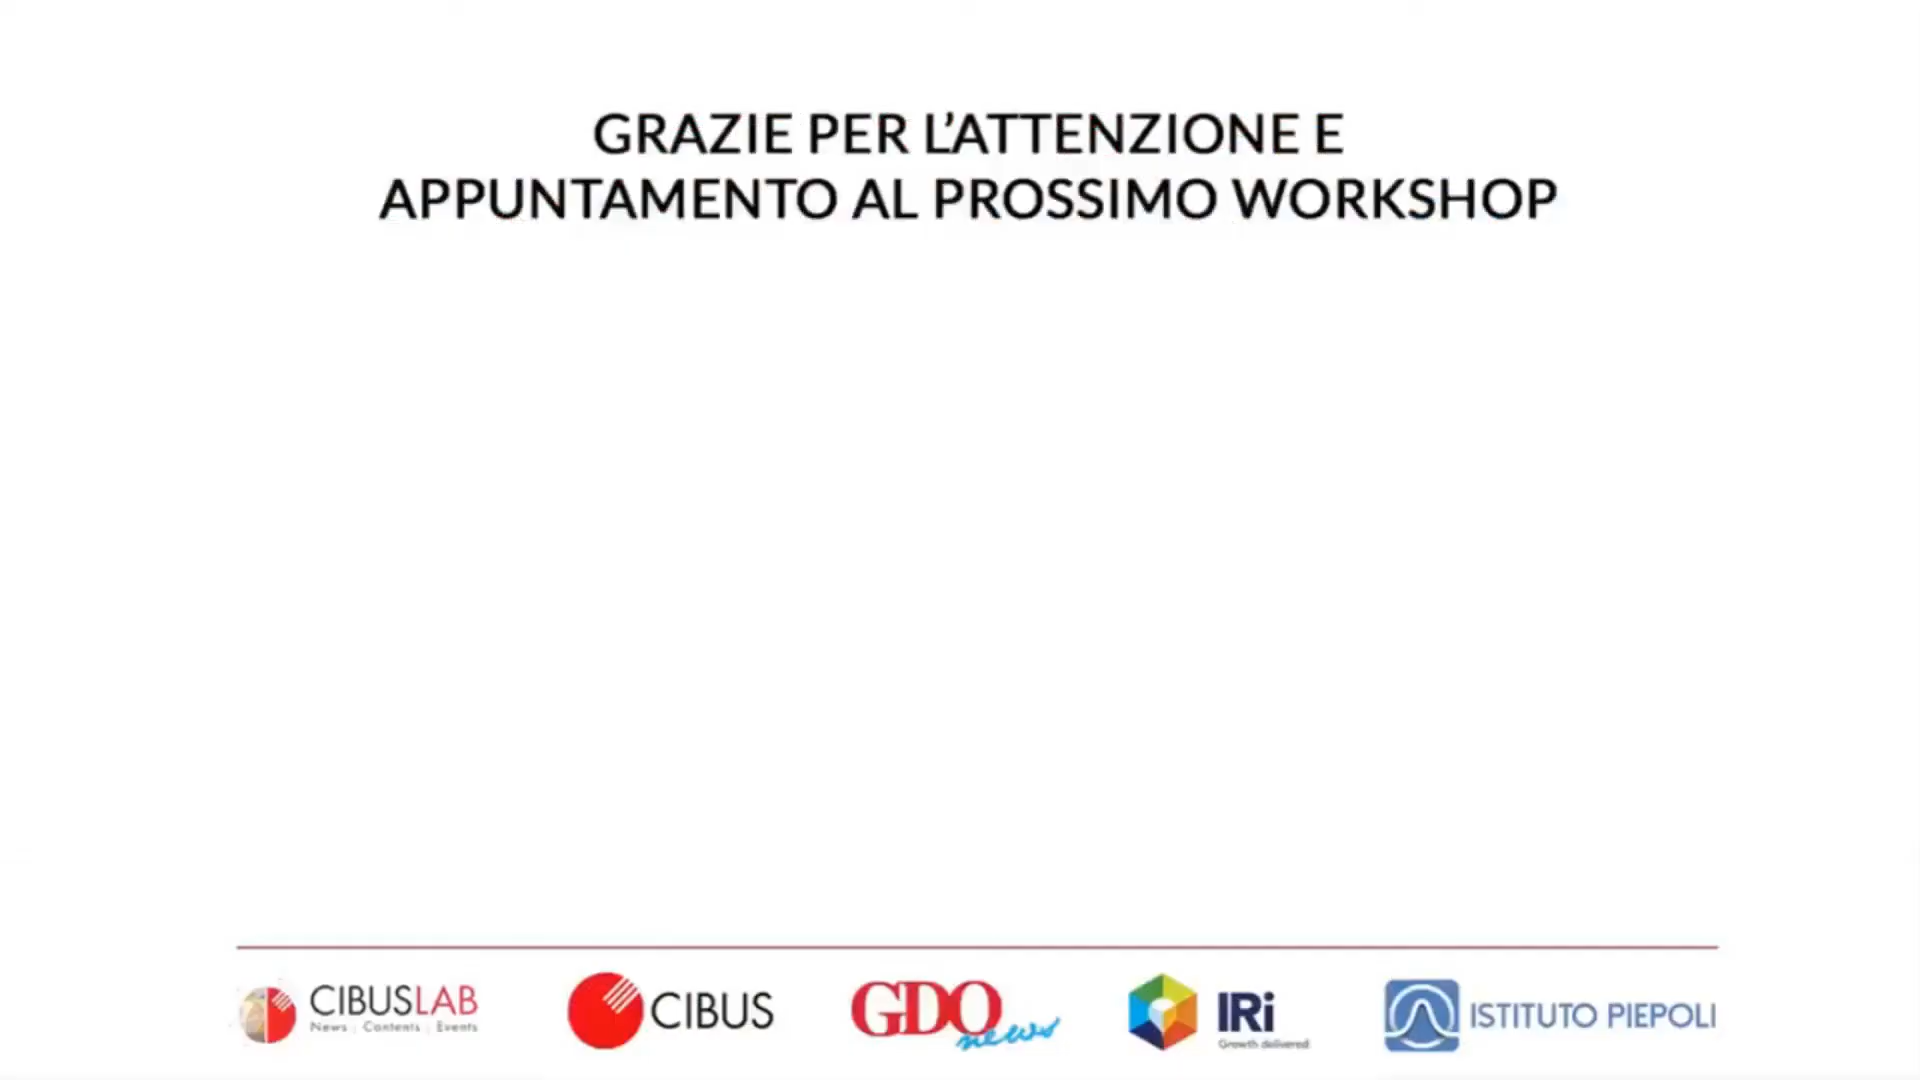 GRAZIE PER L’ATTENZIONE E
APPUNTAMENTO AL PROSSIMO WORKSHOP
CIBUSLAB
News | Contents | Events
CIBUS
GDO
news
IRi
Growth delivered
ISTITUTO PIEPOLI